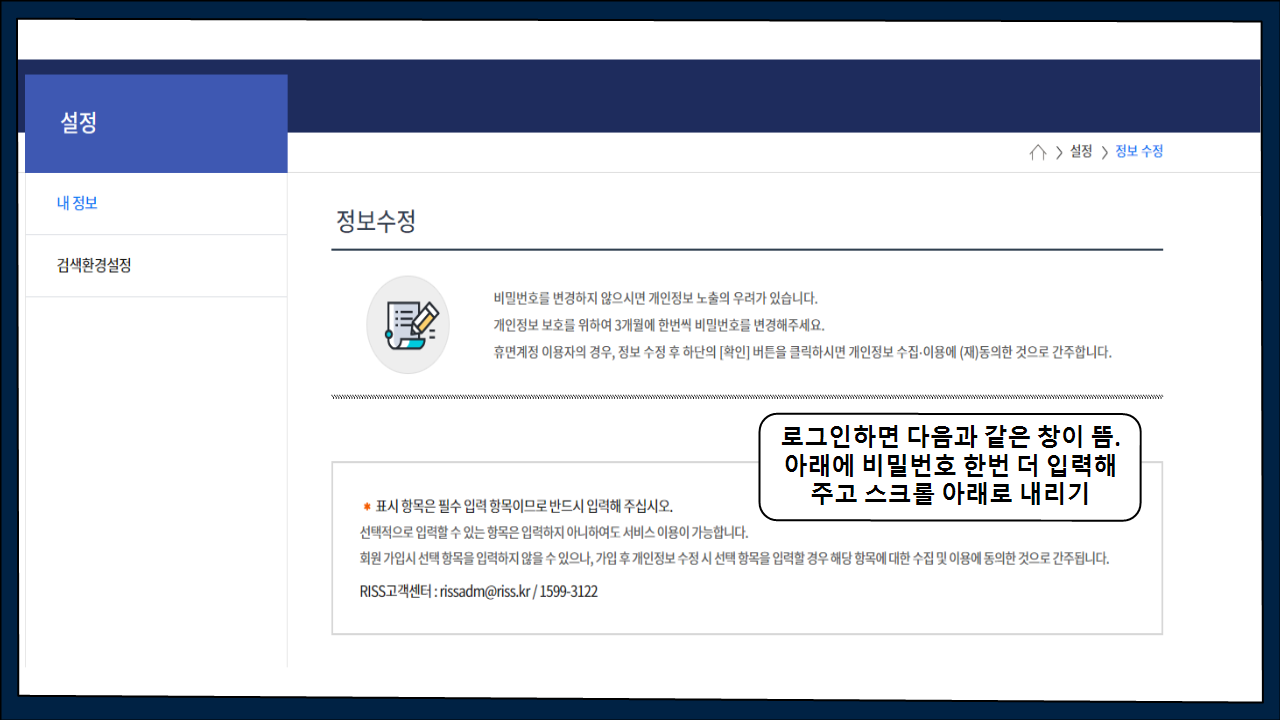 설정
설정 > 정보 수정
내 정보
검색환경설정
정보수정
비밀번호를 변경하지 않으시면 개인정보 노출의 우려가 있습니다.
개인정보 보호를 위하여 3개월에 한번씩 비밀번호를 변경해주세요.
휴면계정 이용자의 경우, 정보 수정 후 하단의 [확인] 버튼을 클릭하시면 개인정보 수집·이용에 (재)동의한 것으로 간주합니다.
로그인하면 다음과 같은 창이 뜸.
아래에 비밀번호 한번 더 입력해
주고 스크롤 아래로 내리기
* 표시 항목은 필수 입력 항목이므로 반드시 입력해 주십시오.
선택적으로 입력할 수 있는 항목은 입력하지 아니하여도 서비스 이용이 가능합니다.
회원 가입시 선택 항목을 입력하지 않을 수 있으나, 가입 후 개인정보 수정 시 선택 항목을 입력할 경우 해당 항목에 대한 수집 및 이용에 동의한 것으로 간주됩니다.
RISS고객센터 : rissadm@riss.kr / 1599-3122